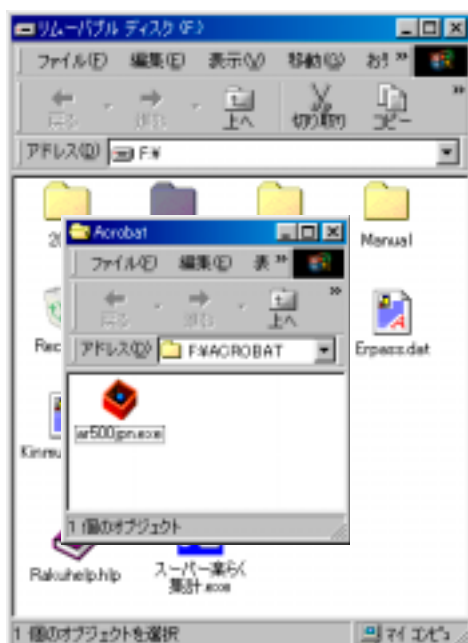 リムーバブル ディスク (F:)
ファイル(F) 編集(E) 表示(V) 移動(G) お気 »
戻る 進む 上へ 切り取り コピー »
アドレス(D) F:¥
Manual
Acrobat
ファイル(F) 編集(E) 表 »
戻る 進む 上へ »
アドレス(D) F:¥ACROBAT
ar500jpn.exe
1 個のオブジェクト
Rec
Erpass.dat
Kinmu
Rakuhelp.hlp
スーパー楽らく
集計.exe
1 個のオブジェクトを選択
マイ コンピュ